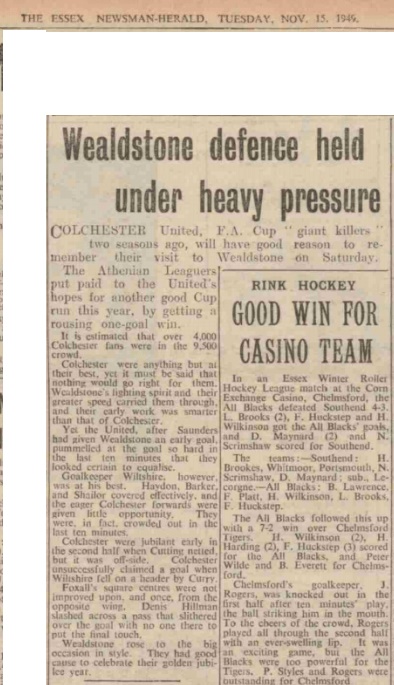 THE ESSEX NEWSMAN-HERALD, TUESDAY, NOV. 15, 1949.
Wealdstone defence held
under heavy pressure
COLCHESTER United, F.A. Cup "giant killers"
two seasons ago, will have good reason to re-
member their visit to Wealdstone on Saturday.
The Athenian Leaguers
put paid to the United's
hopes for another good Cup
run this year, by getting a
rousing one-goal win.
It is estimated that over 4,000
Colchester fans were in the 9,500
crowd.
Colchester were anything but at
their best, yet it must be said that
nothing would go right for them.
Wealdstone's fighting spirit and their
greater speed carried them through,
and their early work was smarter
than that of Colchester.
Yet the United, after Saunders
had given Wealdstone an early goal,
pummelled at the goal so hard in
the last ten minutes that they
looked certain to equalise.
Goalkeeper Wiltshire, however,
was at his best. Haydon, Barker,
and Shailor covered effectively, and
the eager Colchester forwards were
given little opportunity. They
were, in fact, crowded out in the
last ten minutes.
Colchester were jubilant early in
the second half when Cutting netted,
but it was off-side. Colchester
unsuccessfully claimed a goal when
Wiltshire fell on a header by Curry.
Foxall's square centres were not
improved upon, and once, from the
opposite wing, Denis Hillman
slashed across a pass that slithered
over the goal with no one there to
put the final touch.
Wealdstone rose to the big
occasion in style. They had good
cause to celebrate their golden jubi-
lee year.
RINK HOCKEY
GOOD WIN FOR
CASINO TEAM
In an Essex Winter Roller
Hockey League match at the Corn
Exchange Casino, Chelmsford, the
All Blacks defeated Southend 4-3.
L. Brooks (2), F. Huckstep and H.
Wilkinson got the All Blacks' goals,
and D. Maynard (2) and N.
Scrimshaw scored for Southend.
The teams:—Southend: H.
Brookes, Whitmoor, Portsmouth, N.
Scrimshaw, D. Maynard; sub., Le-
corgne.—All Blacks: B. Lawrence,
F. Platt, H. Wilkinson, L. Brooks,
F. Huckstep.
The All Blacks followed this up
with a 7-2 win over Chelmsford
Tigers. H. Wilkinson (2), H.
Harding (2), F. Huckstep (3) scored
for the All Blacks, and Peter
Wilde and B. Everett for Chelms-
ford.
Chelmsford's goalkeeper, J.
Rogers, was knocked out in the
first half after ten minutes' play,
the ball striking him in the mouth.
To the cheers of the crowd, Rogers
played all through the second half
with an ever-swelling lip. It was
an exciting game, but the All
Blacks were too powerful for the
Tigers. P. Styles and Rogers were
outstanding for Chelmsford.